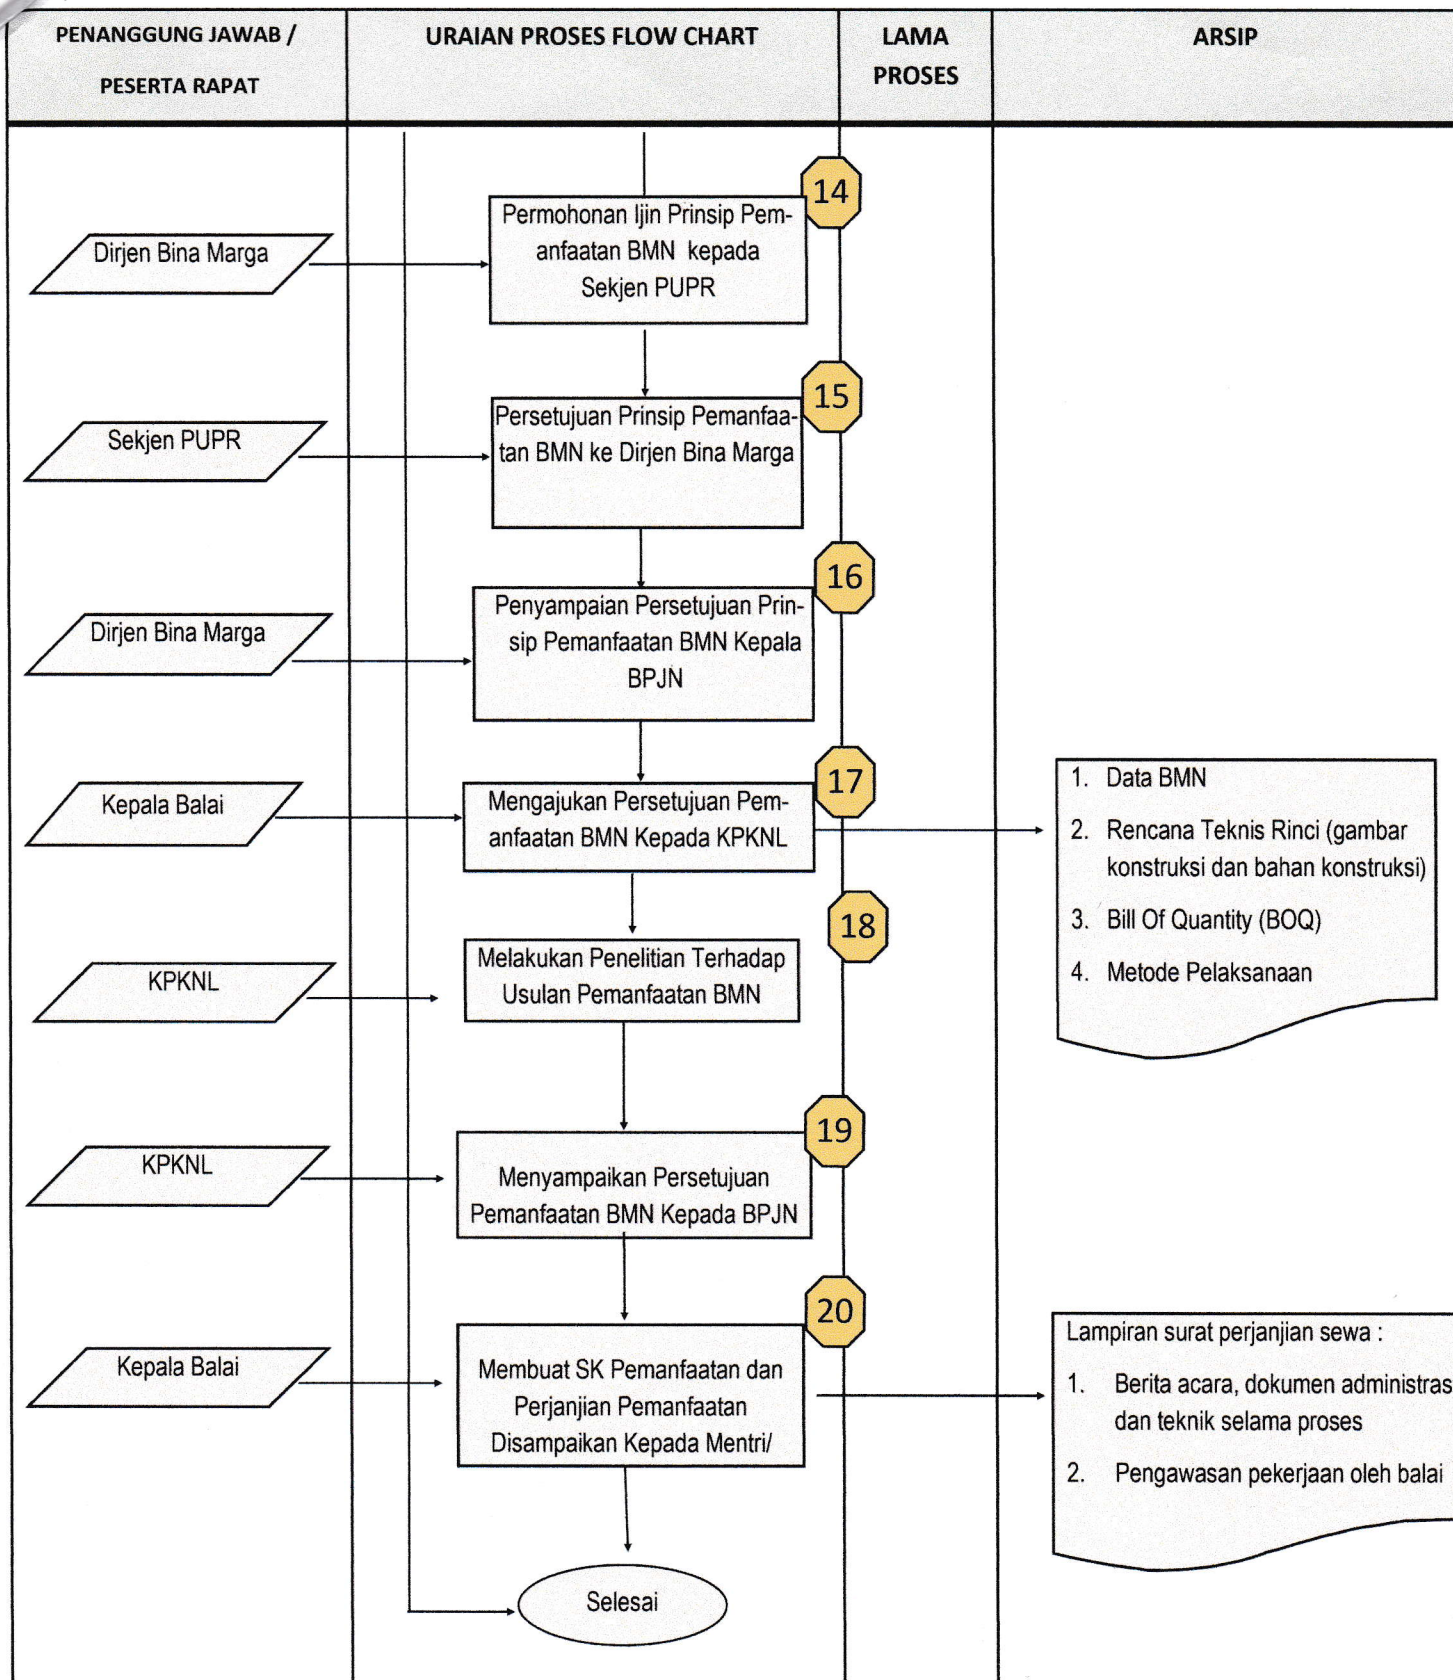 PENANGGUNG JAWAB /
PESERTA RAPAT
URAIAN PROSES FLOW CHART
LAMA
PROSES
ARSIP
14
Dirjen Bina Marga
Permohonan Ijin Prinsip Pem-
anfaatan BMN kepada
Sekjen PUPR
15
Sekjen PUPR
Persetujuan Prinsip Pemanfaa-
tan BMN ke Dirjen Bina Marga
16
Dirjen Bina Marga
Penyampaian Persetujuan Prin-
sip Pemanfaatan BMN Kepala
BPJN
17
Kepala Balai
Mengajukan Persetujuan Pem-
anfaatan BMN Kepada KPKNL
1. Data BMN
2. Rencana Teknis Rinci (gambar
konstruksi dan bahan konstruksi)
3. Bill Of Quantity (BOQ)
4. Metode Pelaksanaan
18
KPKNL
Melakukan Penelitian Terhadap
Usulan Pemanfaatan BMN
19
KPKNL
Menyampaikan Persetujuan
Pemanfaatan BMN Kepada BPJN
20
Kepala Balai
Membuat SK Pemanfaatan dan
Perjanjian Pemanfaatan
Disampaikan Kepada Mentri/
Lampiran surat perjanjian sewa :
1. Berita acara, dokumen administras
dan teknik selama proses
2. Pengawasan pekerjaan oleh balai
Selesai